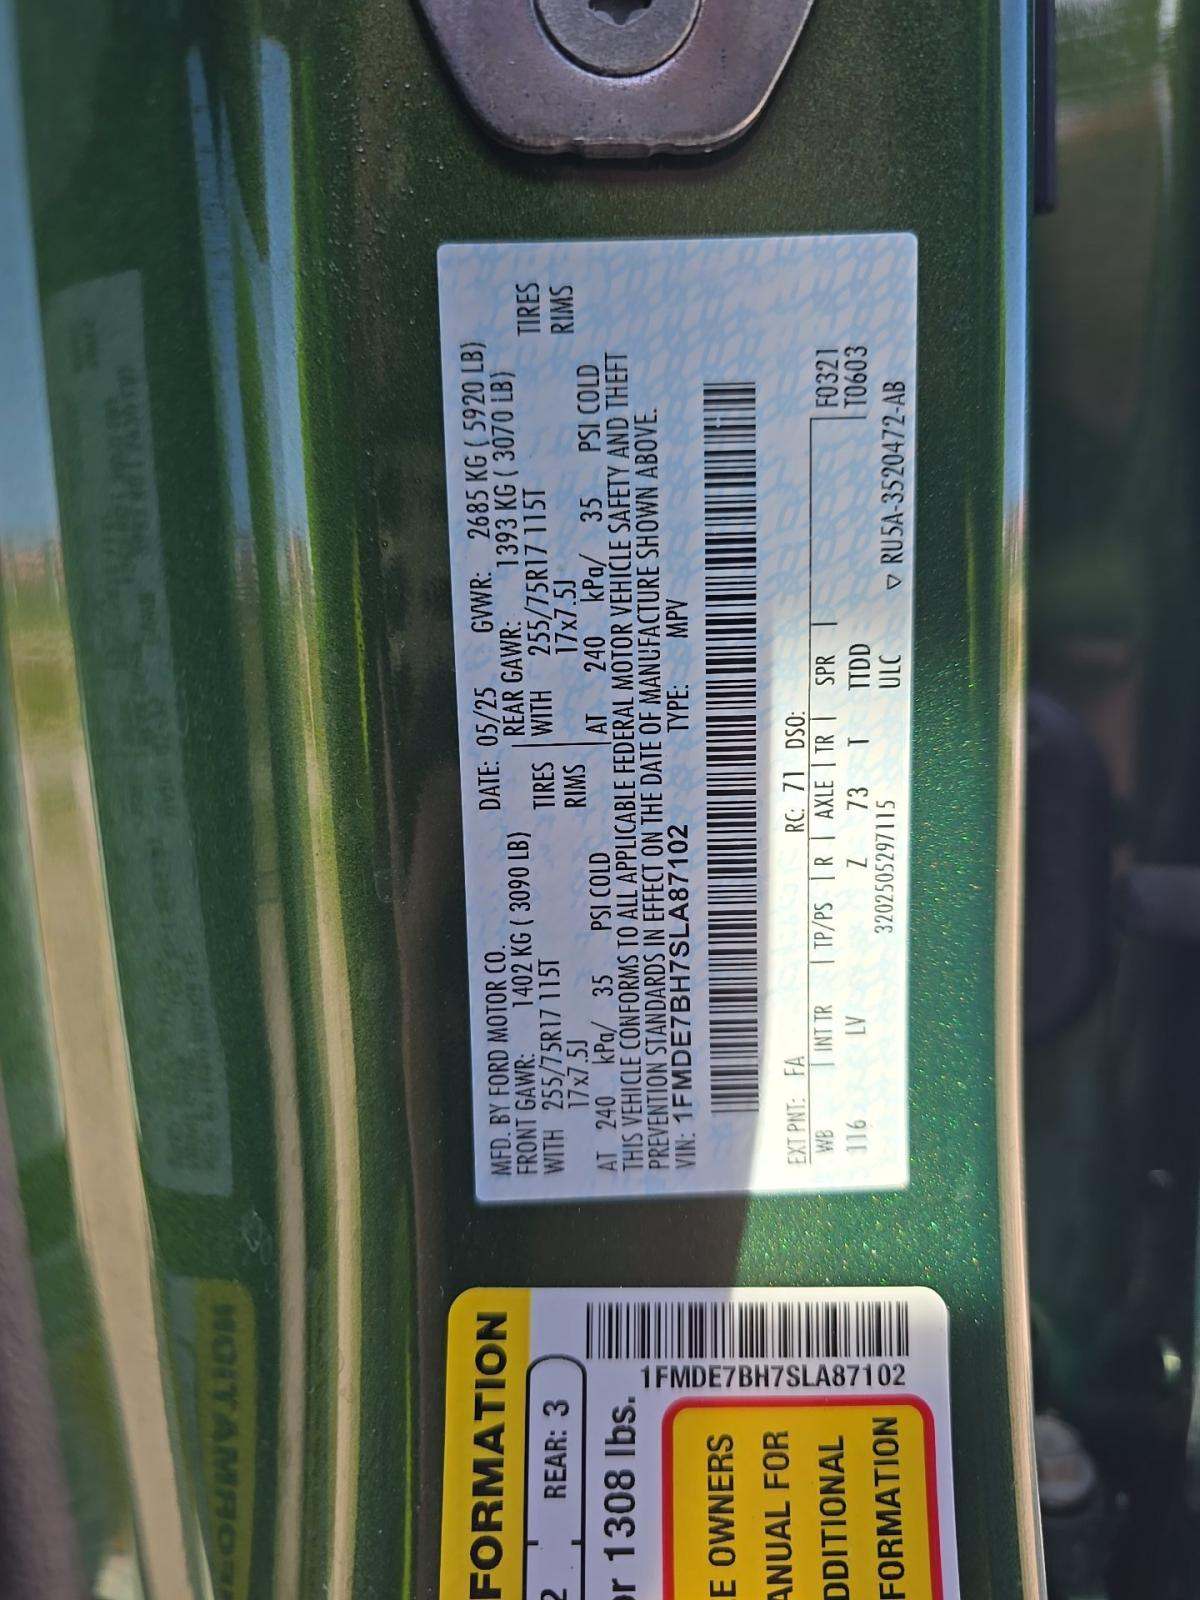 MFD. BY FORD MOTOR CO. DATE: 05/25 GVWR: 2685 KG ( 5920 LB)
FRONT GAWR: 1402 KG ( 3090 LB) REAR GAWR: 1393 KG ( 3070 LB)
WITH 255/75R17 115T TIRES WITH 255/75R17 115T TIRES
17x7.5J RIMS 17x7.5J RIMS
AT 240 kPa/ 35 PSI COLD AT 240 kPa/ 35 PSI COLD
THIS VEHICLE CONFORMS TO ALL APPLICABLE FEDERAL MOTOR VEHICLE SAFETY AND THEFT
PREVENTION STANDARDS IN EFFECT ON THE DATE OF MANUFACTURE SHOWN ABOVE.
VIN: 1FMDE7BH7SLA87102 TYPE: MPV
EXT PNT: FA RC: 71 DSO:
WB | INT TR | TP/PS | R | AXLE | TR | SPR | F0321
116 LV Z 73 T TTDD T0603
3202505297115 ULC ▽ RU5A-3520472-AB
FORMATION
2 REAR: 3
or 1308 lbs.
1FMDE7BH7SLA87102
E OWNERS
ANUAL FOR
DDITIONAL
FORMATION